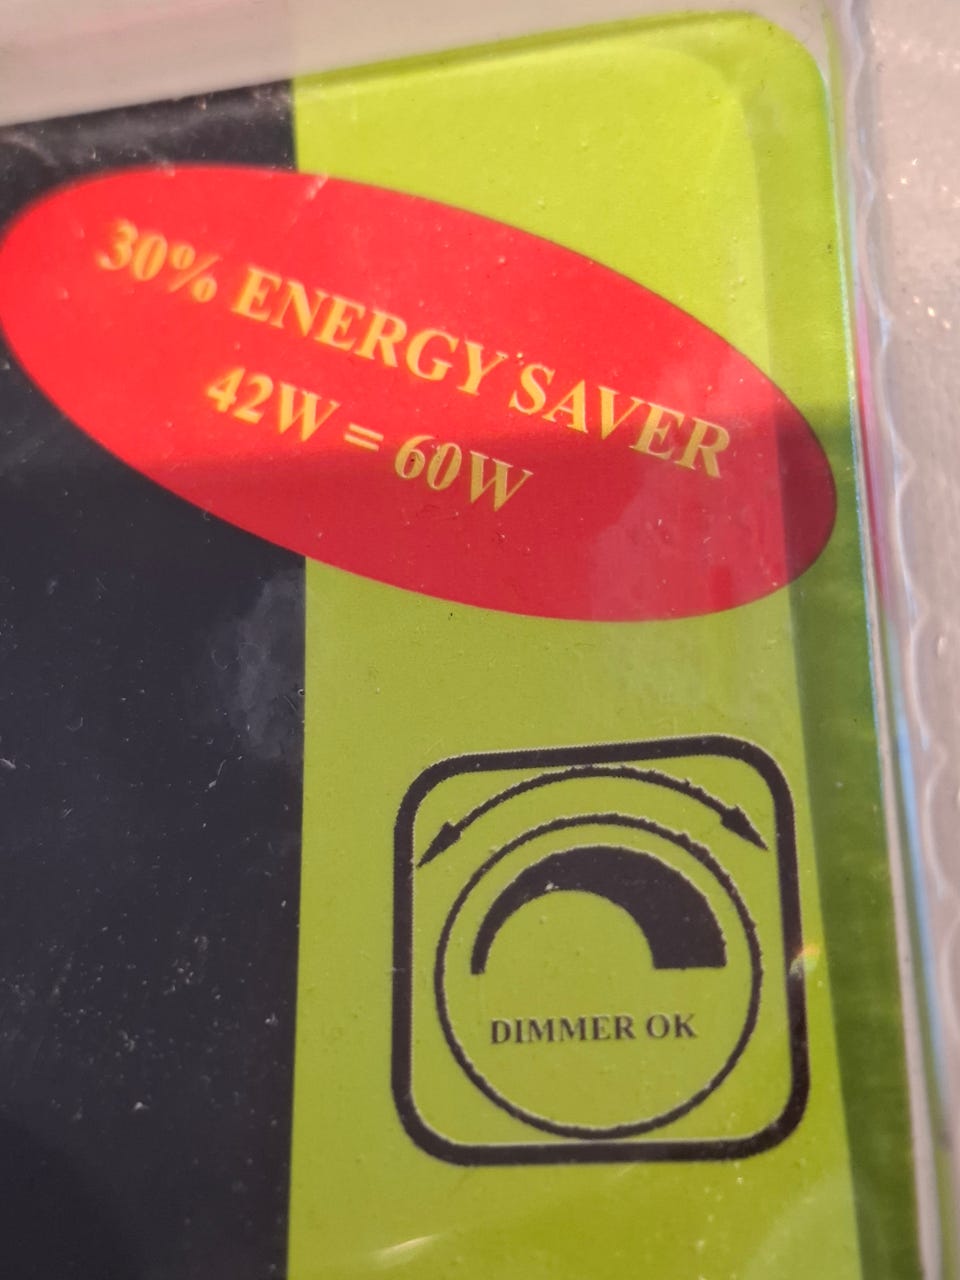 30% ENERGY SAVER
42W = 60W
DIMMER OK